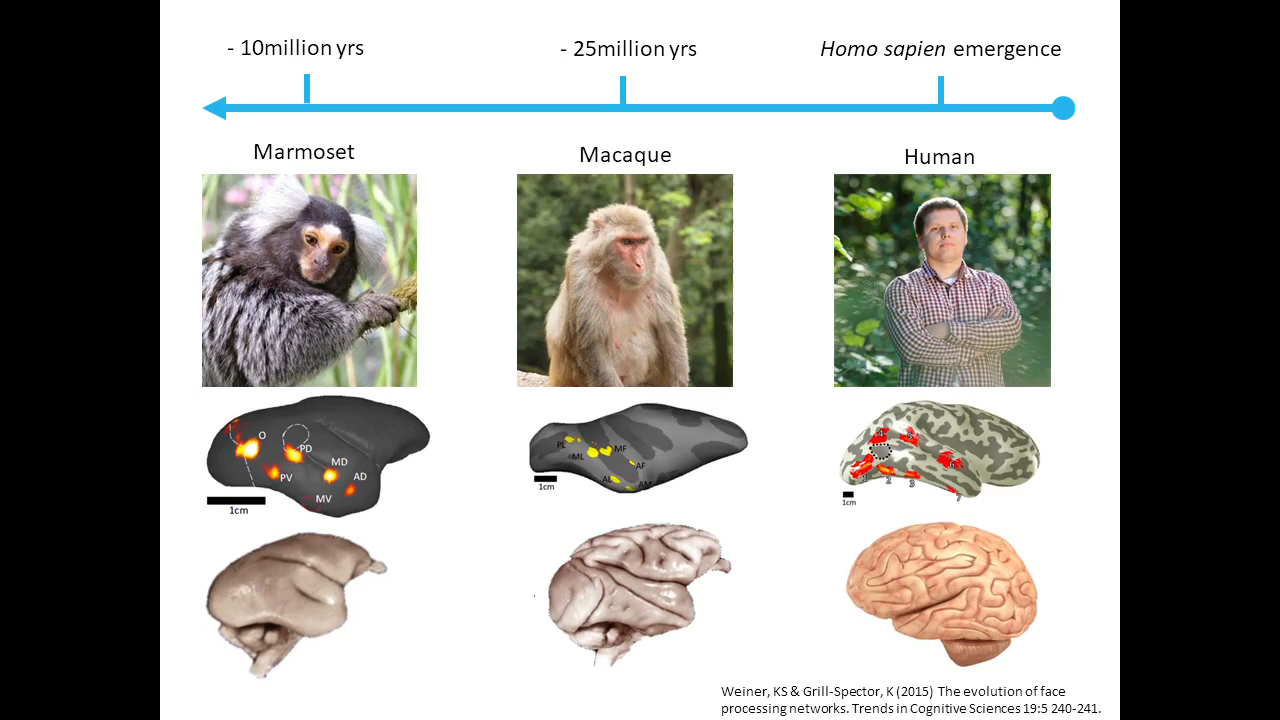 - 10million yrs
- 25million yrs
Homo sapien emergence
Marmoset
Macaque
Human
O
PD
MD
PV
AD
MV
1cm
PL
ML
MF
AF
AL
AM
1cm
1
2
3
7
1cm
Weiner, KS & Grill-Spector, K (2015) The evolution of face
processing networks. Trends in Cognitive Sciences 19:5 240-241.